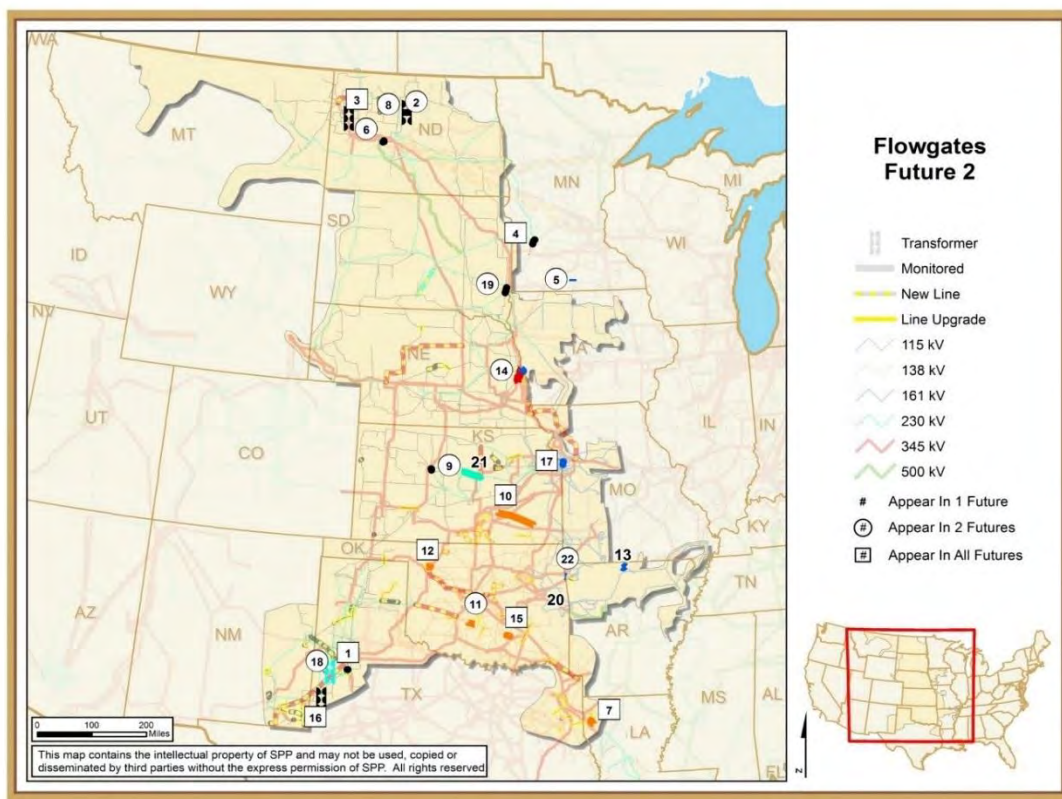 WA
MT
ND
MN
MI
SD
WI
ID
WY
NV
NE
IA
UT
CO
KS
MO
IL
IN
KY
OK
TN
AZ
NM
AR
TX
MS
AL
LA
FL
3
8
2
6
4
5
19
14
9
21
17
10
12
22
13
11
20
15
18
1
16
7
0 100 200
Miles
This map contains the intellectual property of SPP and may not be used, copied or
disseminated by third parties without the express permission of SPP. All rights reserved
Flowgates
Future 2
Transformer
Monitored
New Line
Line Upgrade
115 kV
138 kV
161 kV
230 kV
345 kV
500 kV
# Appear In 1 Future
# Appear In 2 Futures
# Appear In All Futures
N